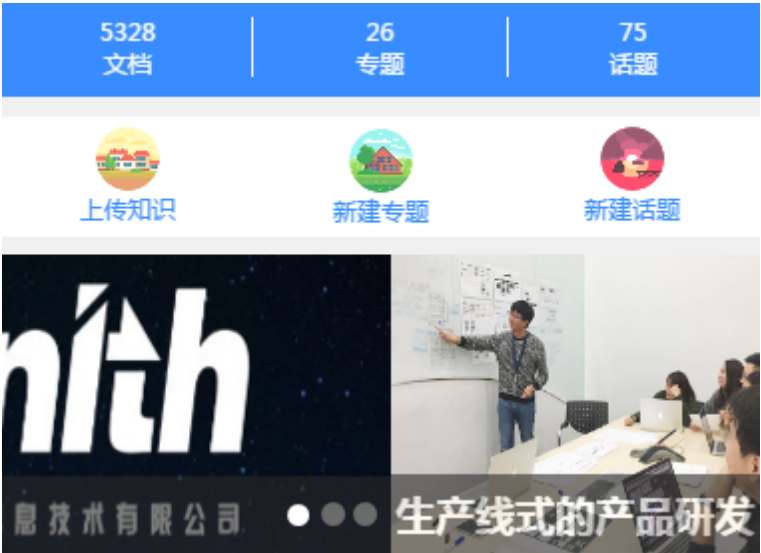 5328
26
75
文档
专题
话题
上传知识
新建专题
新建话题
nith
息技术有限公司
生产线式的产品研发